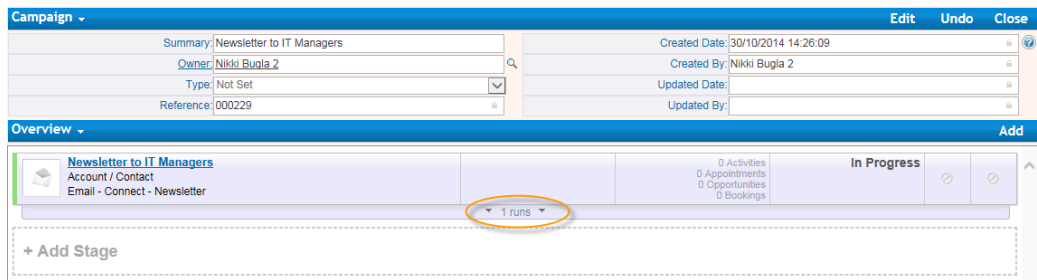 Campaign
Edit Undo Close
Summary: Newsletter to IT Managers
Created Date: 30/10/2014 14:26:09
Owner: Nikki Bugla 2
Created By: Nikki Bugla 2
Type: Not Set
Updated Date:
Reference: 000229
Updated By:
Overview
Add
Newsletter to IT Managers
Account / Contact
Email - Connect - Newsletter
0 Activities
0 Appointments
0 Opportunities
0 Bookings
In Progress
1 runs
+ Add Stage